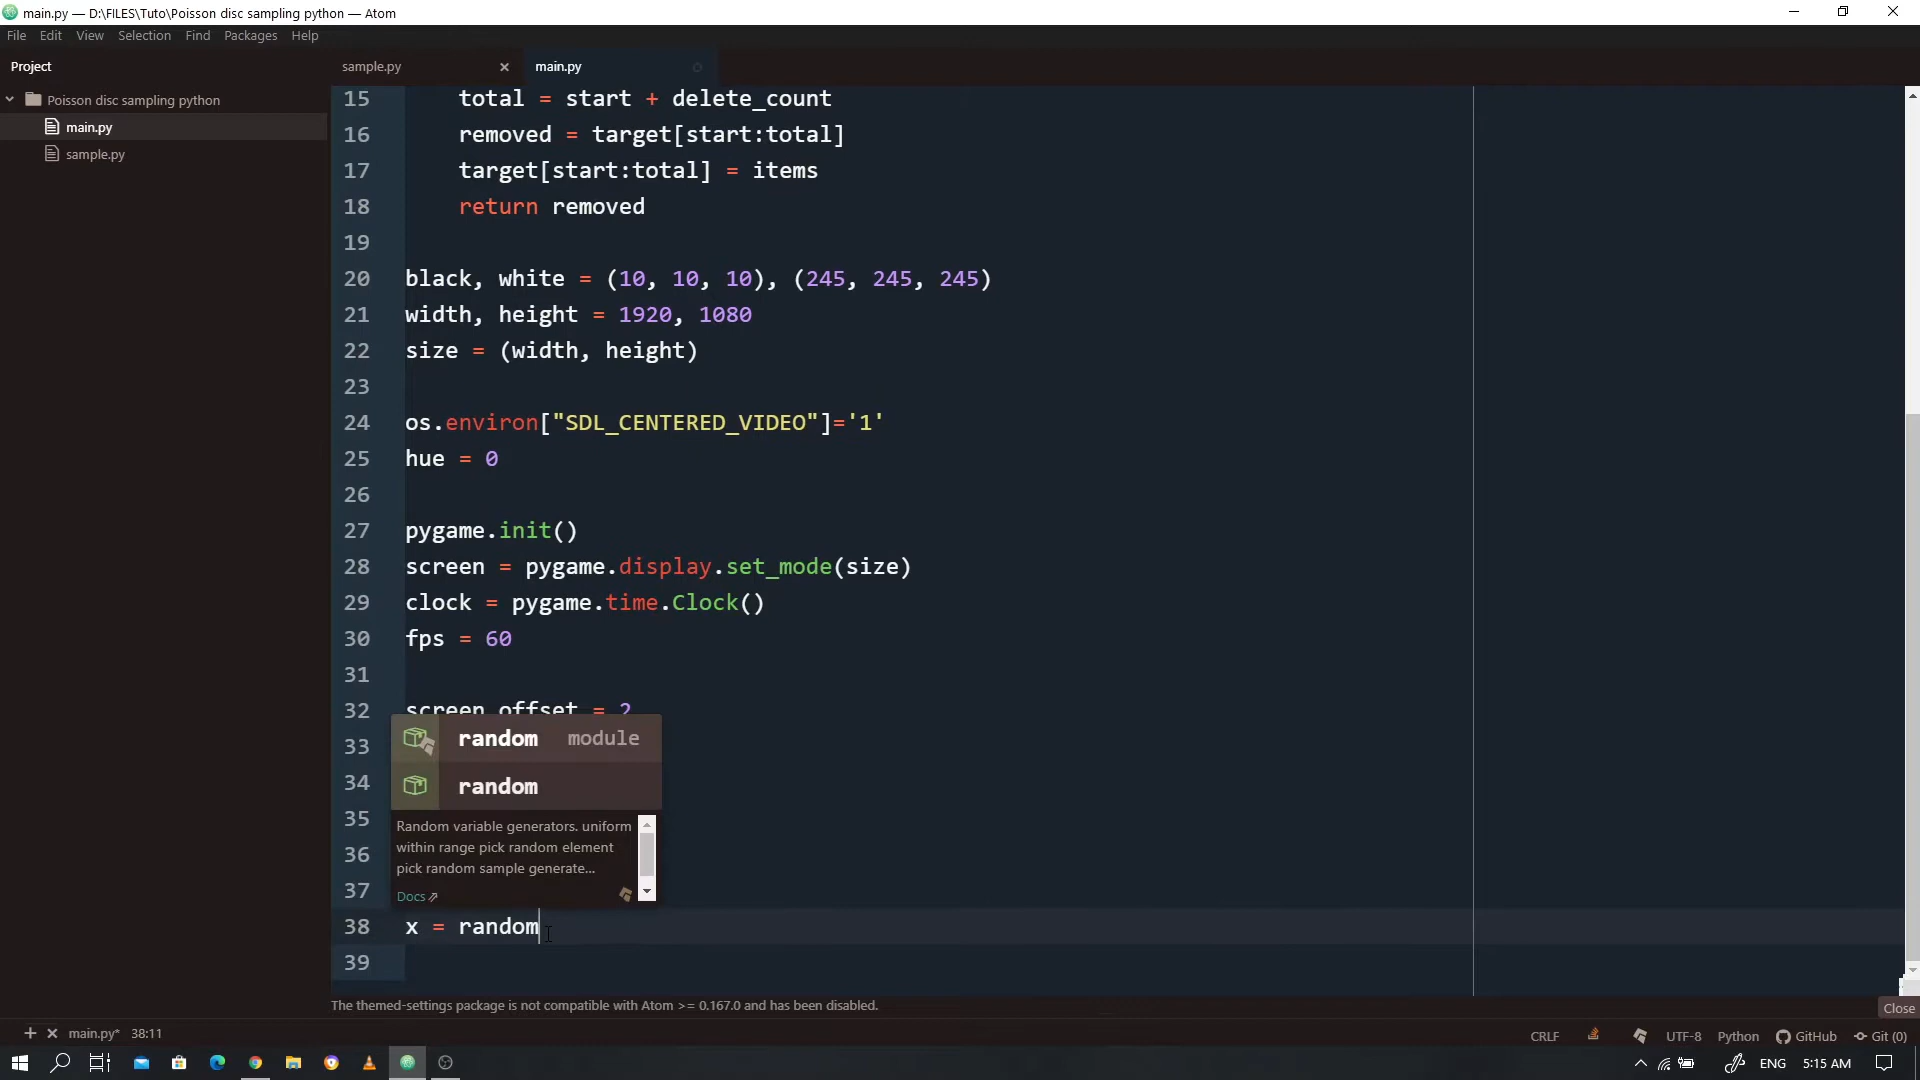 main.py — D:\FILES\Tuto\Poisson disc sampling python — Atom
File Edit View Selection Find Packages Help
Project
sample.py
main.py
Poisson disc sampling python
main.py
sample.py
15 total = start + delete_count
16 removed = target[start:total]
17 target[start:total] = items
18 return removed
19
20 black, white = (10, 10, 10), (245, 245, 245)
21 width, height = 1920, 1080
22 size = (width, height)
23
24 os.environ["SDL_CENTERED_VIDEO"]='1'
25 hue = 0
26
27 pygame.init()
28 screen = pygame.display.set_mode(size)
29 clock = pygame.time.Clock()
30 fps = 60
31
32 screen_offset = 2
33
34
35
36
37
random module
random
Random variable generators. uniform
within range pick random element
pick random sample generate...
Docs
38 x = random
39
The themed-settings package is not compatible with Atom >= 0.167.0 and has been disabled.
Close
main.py* 38:11
CRLF UTF-8 Python GitHub Git (0)
ENG 5:15 AM